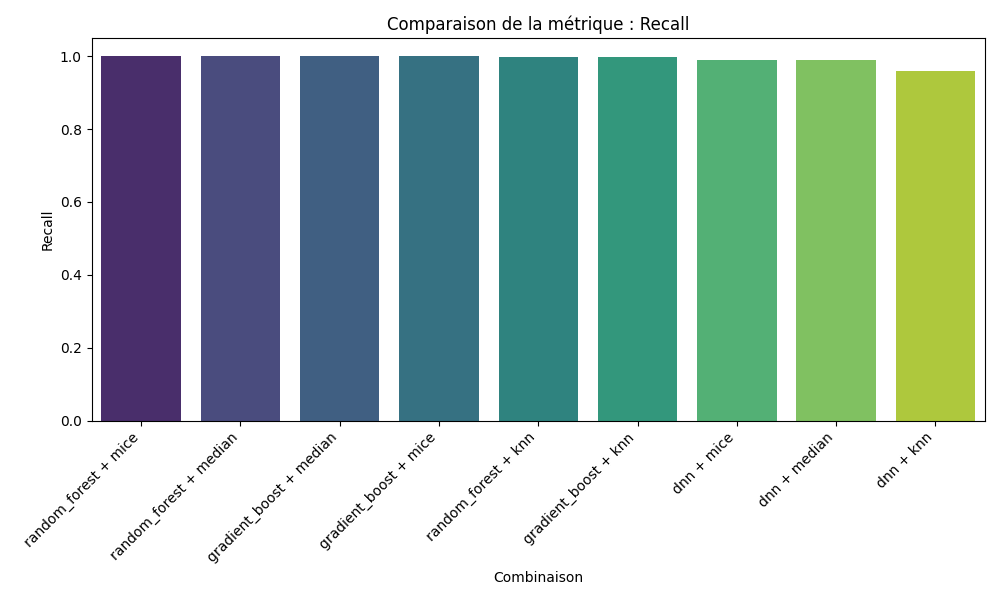 Comparaison de la métrique : Recall
Recall
1.0
0.8
0.6
0.4
0.2
0.0
random_forest + mice
random_forest + median
gradient_boost + median
gradient_boost + mice
random_forest + knn
gradient_boost + knn
dnn + mice
dnn + median
dnn + knn
Combinaison